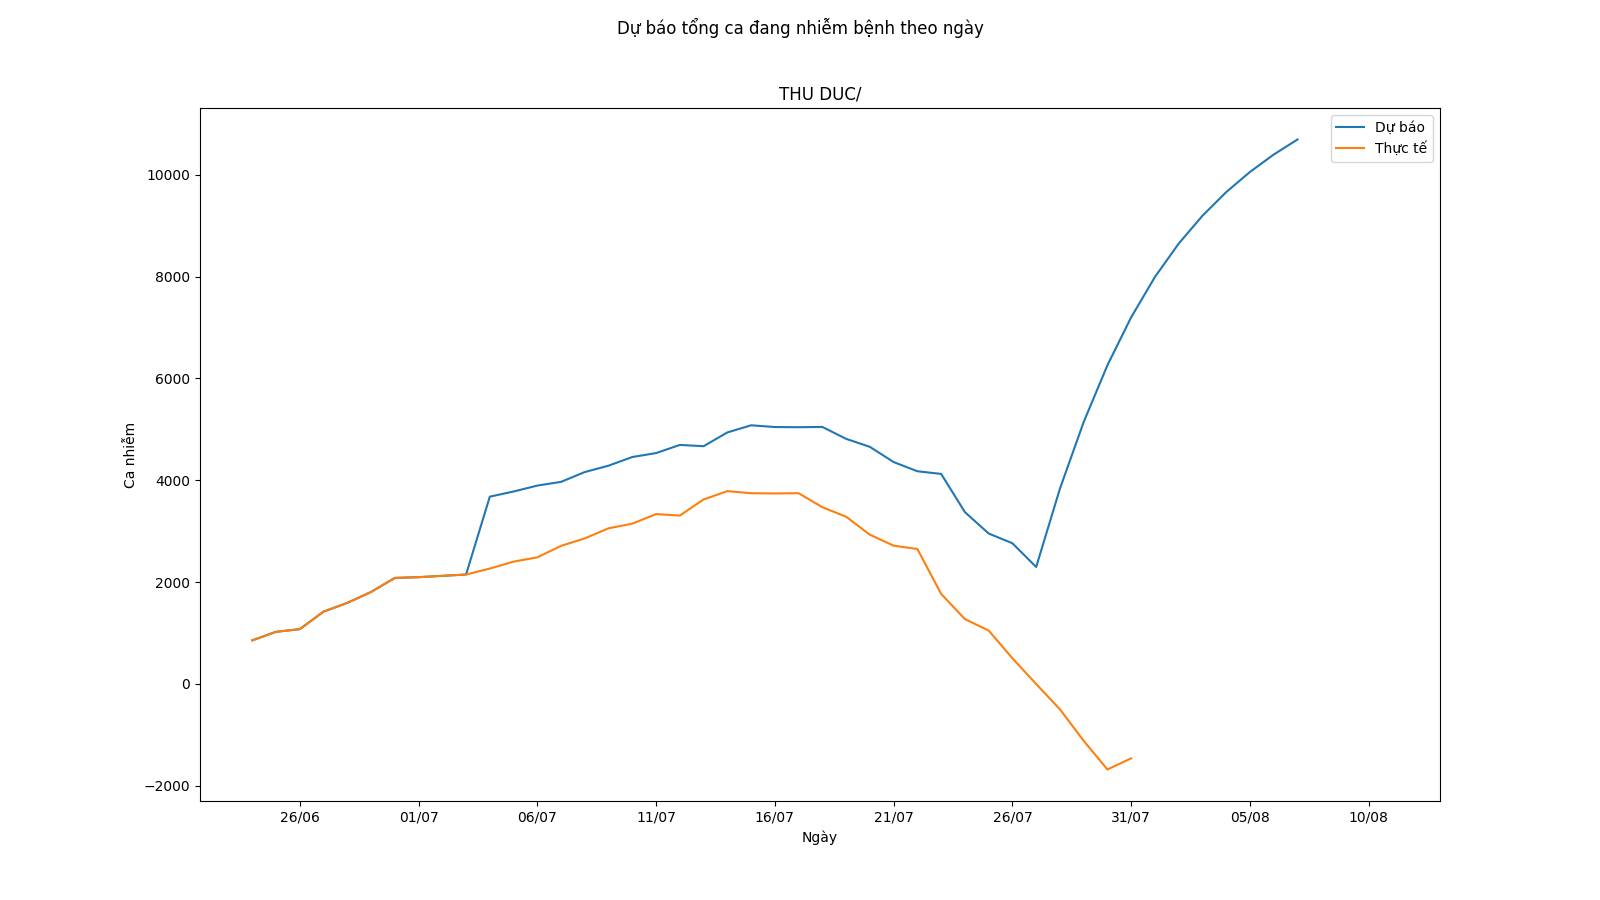 Dự báo tổng ca đang nhiễm bệnh theo ngày
THU DUC/
Dự báo
Thực tế
10000
8000
6000
4000
2000
0
−2000
Ca nhiễm
26/06 01/07 06/07 11/07 16/07 21/07 26/07 31/07 05/08 10/08
Ngày